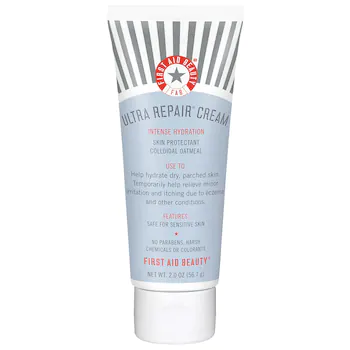 FIRST AID BEAUTY
FAB
ULTRA REPAIR™ CREAM
INTENSE HYDRATION
SKIN PROTECTANT
COLLOIDAL OATMEAL
USE TO
Help hydrate dry, parched skin.
Temporarily help relieve minor
irritation and itching due to eczema
and other conditions.
FEATURES
SAFE FOR SENSITIVE SKIN
NO PARABENS, HARSH
CHEMICALS OR COLORANTS
FIRST AID BEAUTY®
NET WT. 2.0 OZ (56.7g)